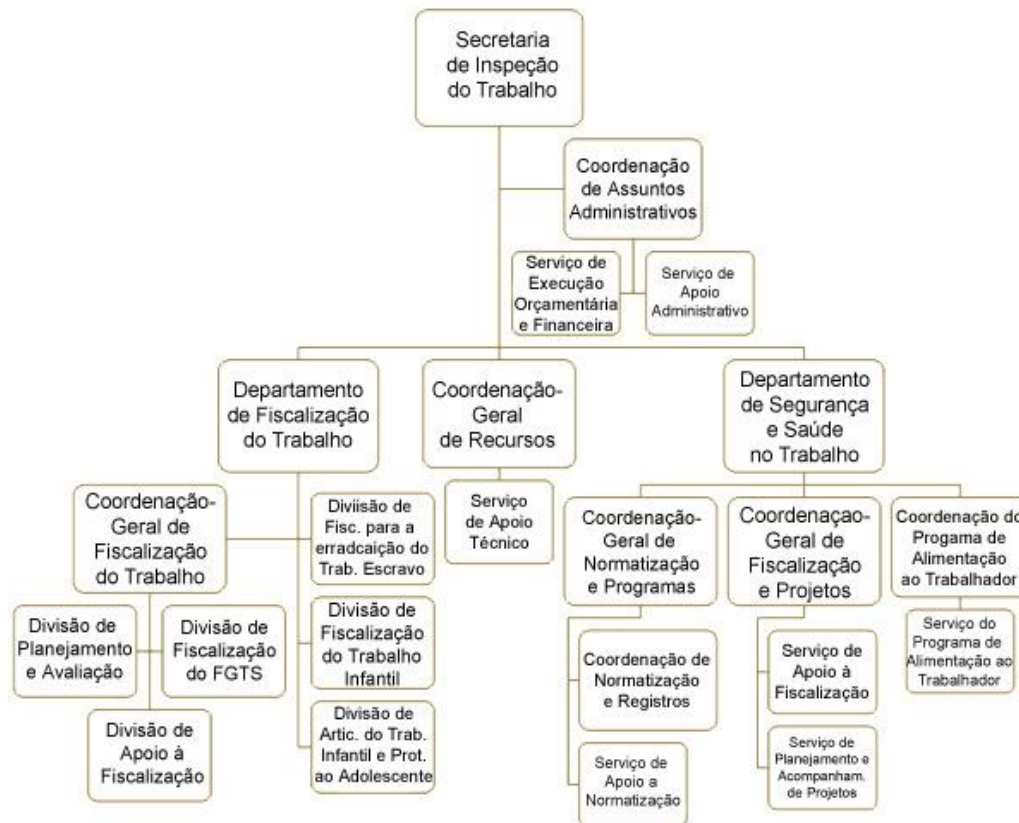 Secretaria
de Inspeção
do Trabalho
Coordenação
de Assuntos
Administrativos
Serviço de
Execução
Orçamentária
e Financeira
Serviço de
Apoio
Administrativo
Departamento
de Fiscalização
do Trabalho
Coordenação-
Geral
de Recursos
Departamento
de Segurança
e Saúde
no Trabalho
Coordenação-
Geral de
Fiscalização
do Trabalho
Diviisão de
Fisc. para a
erradcaição do
Trab. Escravo
Serviço
de Apoio
Técnico
Coordenação-
Geral de
Normatização
e Programas
Coordenaçao-
Geral de
Fiscalização
e Projetos
Coordenação do
Progama de
Alimentação
ao Trabalhador
Divisão de
Planejamento
e Avaliação
Divisão de
Fiscalização
do FGTS
Divisão de
Fiscalização
do Trabalho
Infantil
Coordenação de
Normatização
e Registros
Serviço de
Apoio à
Fiscalização
Serviço do
Programa de
Alimentação ao
Trabalhador
Divisão de
Apoio à
Fiscalização
Divisão de
Artic. do Trab.
Infantil e Prot.
ao Adolescente
Serviço de
Apoio a
Normatização
Serviço de
Planejamento e
Acompanham.
de Projetos